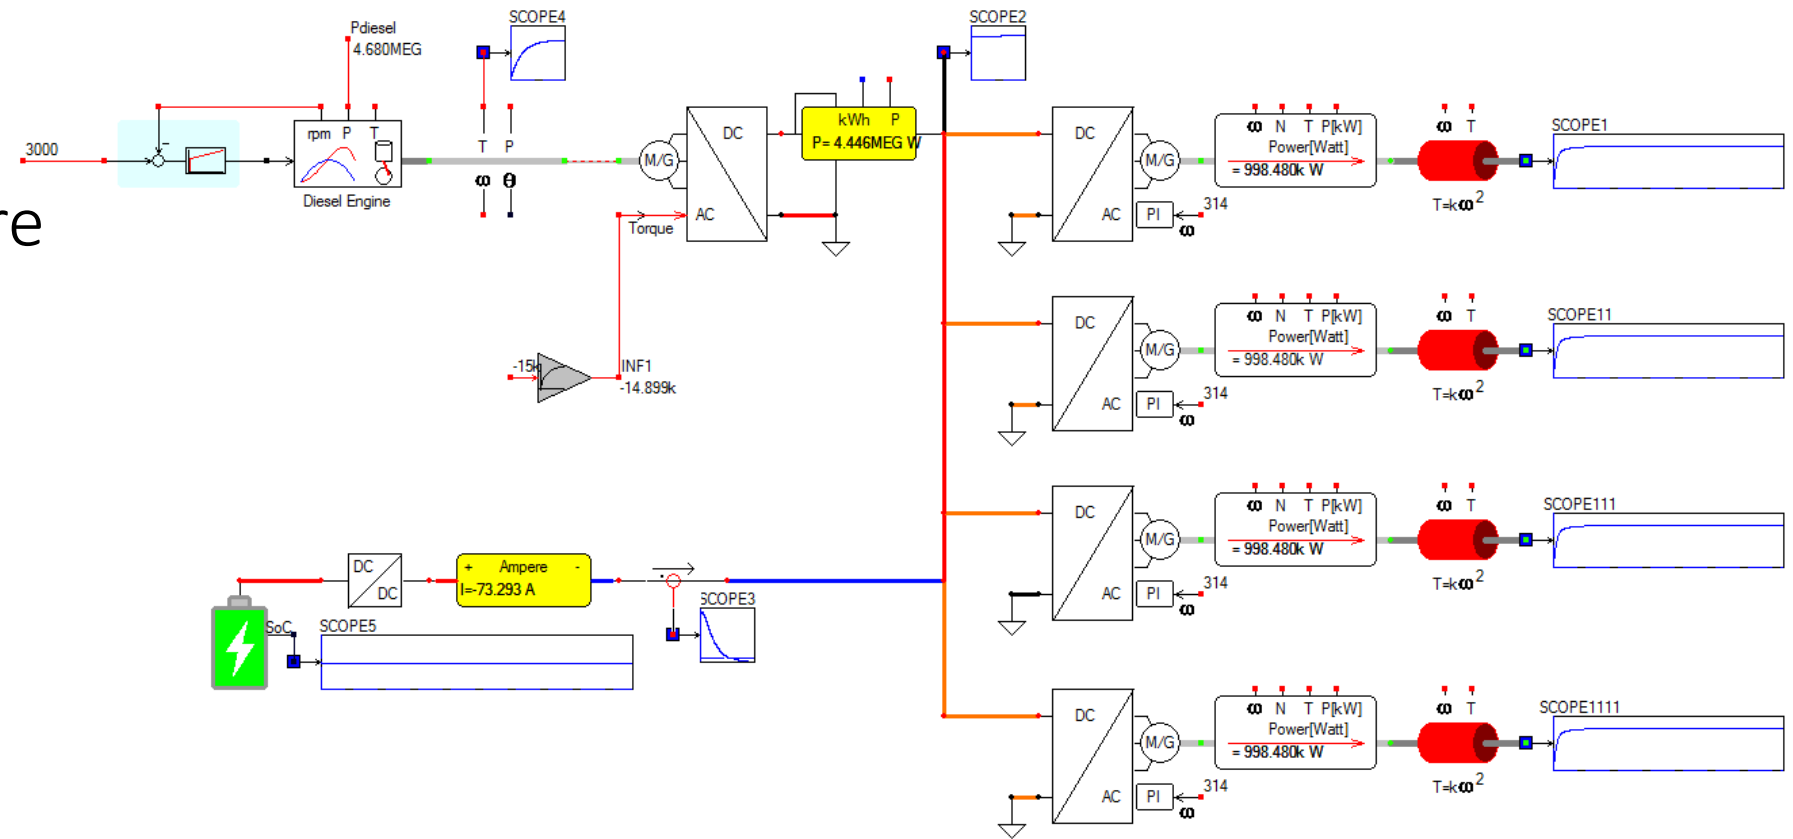 SCOPE4
SCOPE2
Pdiesel
4.680MEG
re
3000
rpm P T
Diesel Engine
T P
ω θ
M/G
DC
AC
Torque
kWh P
P= 4.446MEG W
-15k
INF1
-14.899k
DC
AC
M/G
PI
314
ω
ω N T P[kW]
Power[Watt]
= 998.480k W
ω T
T=kω2
SCOPE1
DC
AC
M/G
PI
314
ω
ω N T P[kW]
Power[Watt]
= 998.480k W
ω T
T=kω2
SCOPE11
DC
AC
M/G
PI
314
ω
ω N T P[kW]
Power[Watt]
= 998.480k W
ω T
T=kω2
SCOPE111
DC
DC
+ Ampere -
I=-73.293 A
SCOPE3
SoC
SCOPE5
DC
AC
M/G
PI
314
ω
ω N T P[kW]
Power[Watt]
= 998.480k W
ω T
T=kω2
SCOPE1111